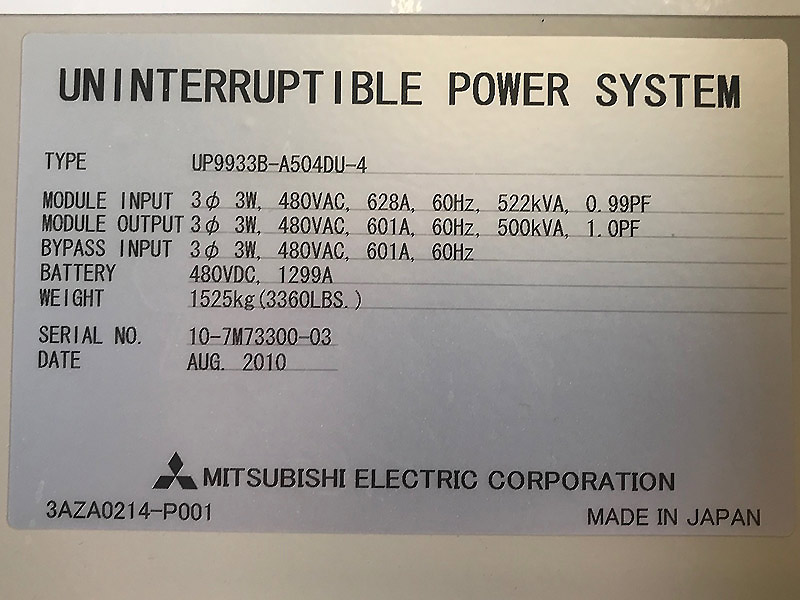 UNINTERRUPTIBLE POWER SYSTEM
TYPE UP9933B-A504DU-4
MODULE INPUT 3φ 3W, 480VAC, 628A, 60Hz, 522kVA, 0.99PF
MODULE OUTPUT 3φ 3W, 480VAC, 601A, 60Hz, 500kVA, 1.0PF
BYPASS INPUT 3φ 3W, 480VAC, 601A, 60Hz
BATTERY 480VDC, 1299A
WEIGHT 1525kg(3360LBS.)
SERIAL NO. 10-7M73300-03
DATE AUG. 2010
MITSUBISHI ELECTRIC CORPORATION
3AZA0214-P001 MADE IN JAPAN